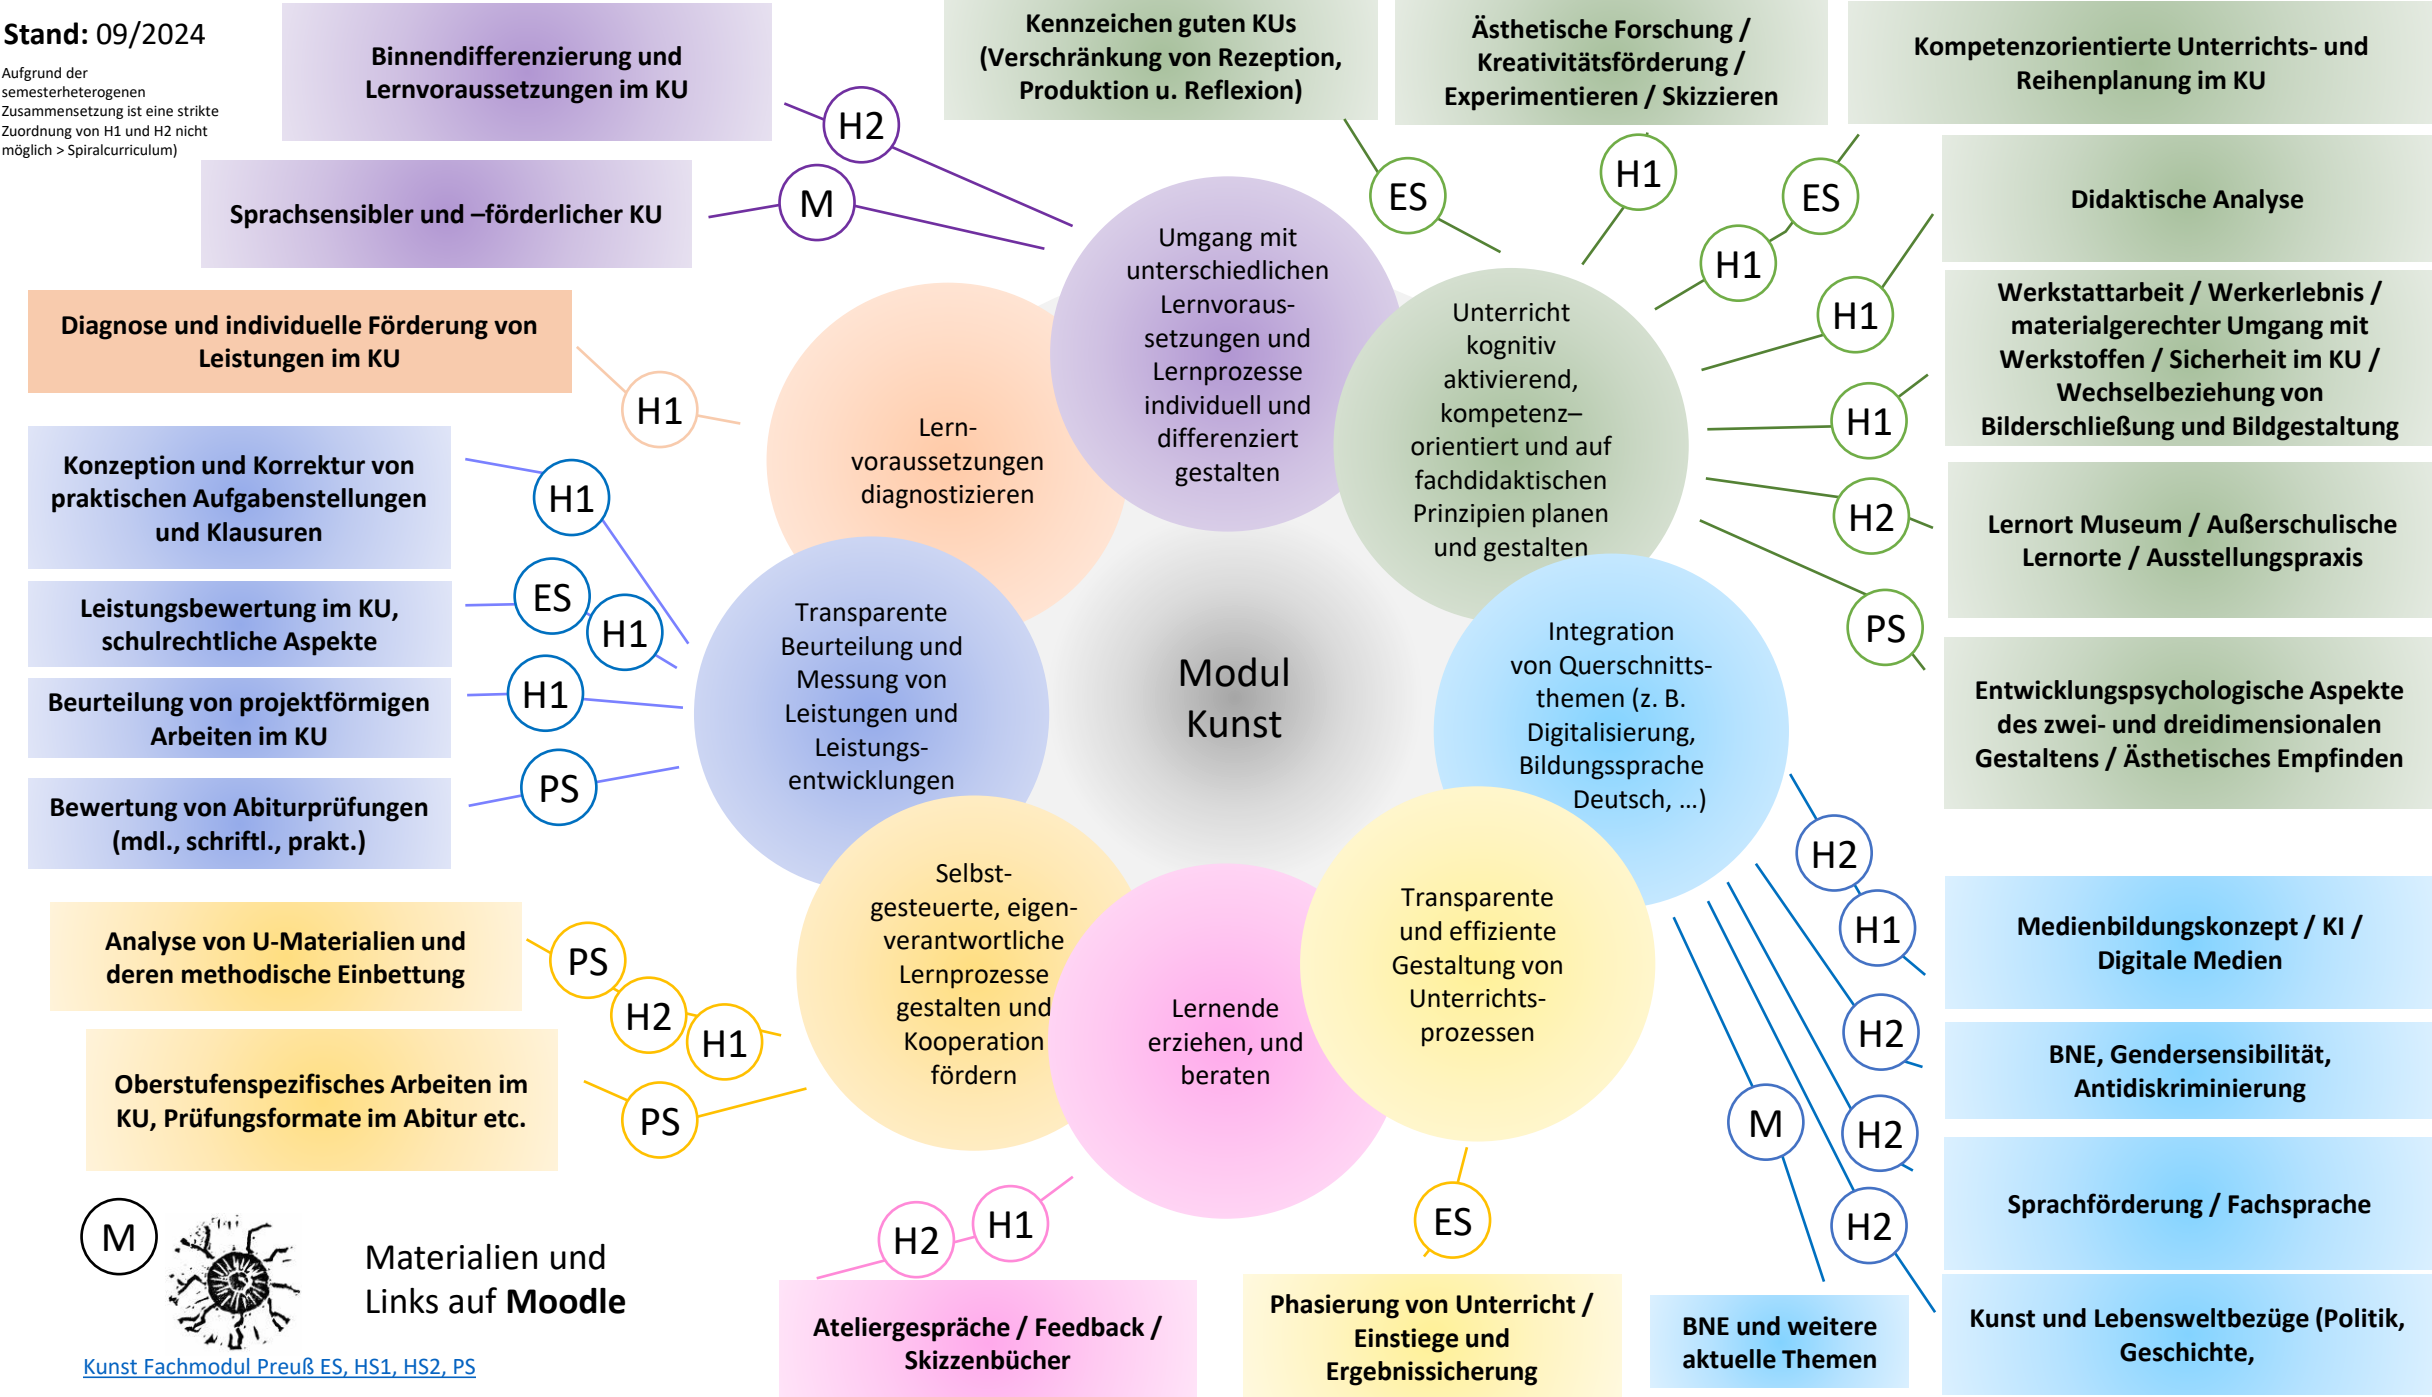 Stand: 09/2024
Aufgrund der
semesterheterogenen
Zusammensetzung ist eine strikte
Zuordnung von H1 und H2 nicht
möglich > Spiralcurriculum)
Binnendifferenzierung und
Lernvoraussetzungen im KU
H2
Sprachsensibler und –förderlicher KU
M
Kennzeichen guten KUs
(Verschränkung von Rezeption,
Produktion u. Reflexion)
ES
Ästhetische Forschung /
Kreativitätsförderung /
Experimentieren / Skizzieren
H1
Kompetenzorientierte Unterrichts- und
Reihenplanung im KU
ES
H1
Didaktische Analyse
H1
Werkstattarbeit / Werkerlebnis /
materialgerechter Umgang mit
Werkstoffen / Sicherheit im KU /
Wechselbeziehung von
Bilderschließung und Bildgestaltung
H1
Lernort Museum / Außerschulische
Lernorte / Ausstellungspraxis
H2
Entwicklungspsychologische Aspekte
des zwei- und dreidimensionalen
Gestaltens / Ästhetisches Empfinden
PS
Diagnose und individuelle Förderung von
Leistungen im KU
H1
Konzeption und Korrektur von
praktischen Aufgabenstellungen
und Klausuren
H1
Leistungsbewertung im KU,
schulrechtliche Aspekte
ES
H1
Beurteilung von projektförmigen
Arbeiten im KU
H1
Bewertung von Abiturprüfungen
(mdl., schriftl., prakt.)
PS
Analyse von U-Materialien und
deren methodische Einbettung
PS
H2
H1
Oberstufenspezifisches Arbeiten im
KU, Prüfungsformate im Abitur etc.
PS
Umgang mit
unterschiedlichen
Lernvoraus-
setzungen und
Lernprozesse
individuell und
differenziert
gestalten
Unterricht
kognitiv
aktivierend,
kompetenz–
orientiert und auf
fachdidaktischen
Prinzipien planen
und gestalten
Lern-
voraussetzungen
diagnostizieren
Transparente
Beurteilung und
Messung von
Leistungen und
Leistungs-
entwicklungen
Modul
Kunst
Integration
von Querschnitts-
themen (z. B.
Digitalisierung,
Bildungssprache
Deutsch, ...)
Selbst-
gesteuerte, eigen-
verantwortliche
Lernprozesse
gestalten und
Kooperation
fördern
Lernende
erziehen, und
beraten
Transparente
und effiziente
Gestaltung von
Unterrichts-
prozessen
H2
H1
Medienbildungskonzept / KI /
Digitale Medien
H2
BNE, Gendersensibilität,
Antidiskriminierung
H2
Sprachförderung / Fachsprache
H2
Kunst und Lebensweltbezüge (Politik,
Geschichte,
M
BNE und weitere
aktuelle Themen
ES
Phasierung von Unterricht /
Einstiege und
Ergebnissicherung
H2
H1
Ateliergespräche / Feedback /
Skizzenbücher
M
Materialien und
Links auf Moodle
Kunst Fachmodul Preuß ES, HS1, HS2, PS